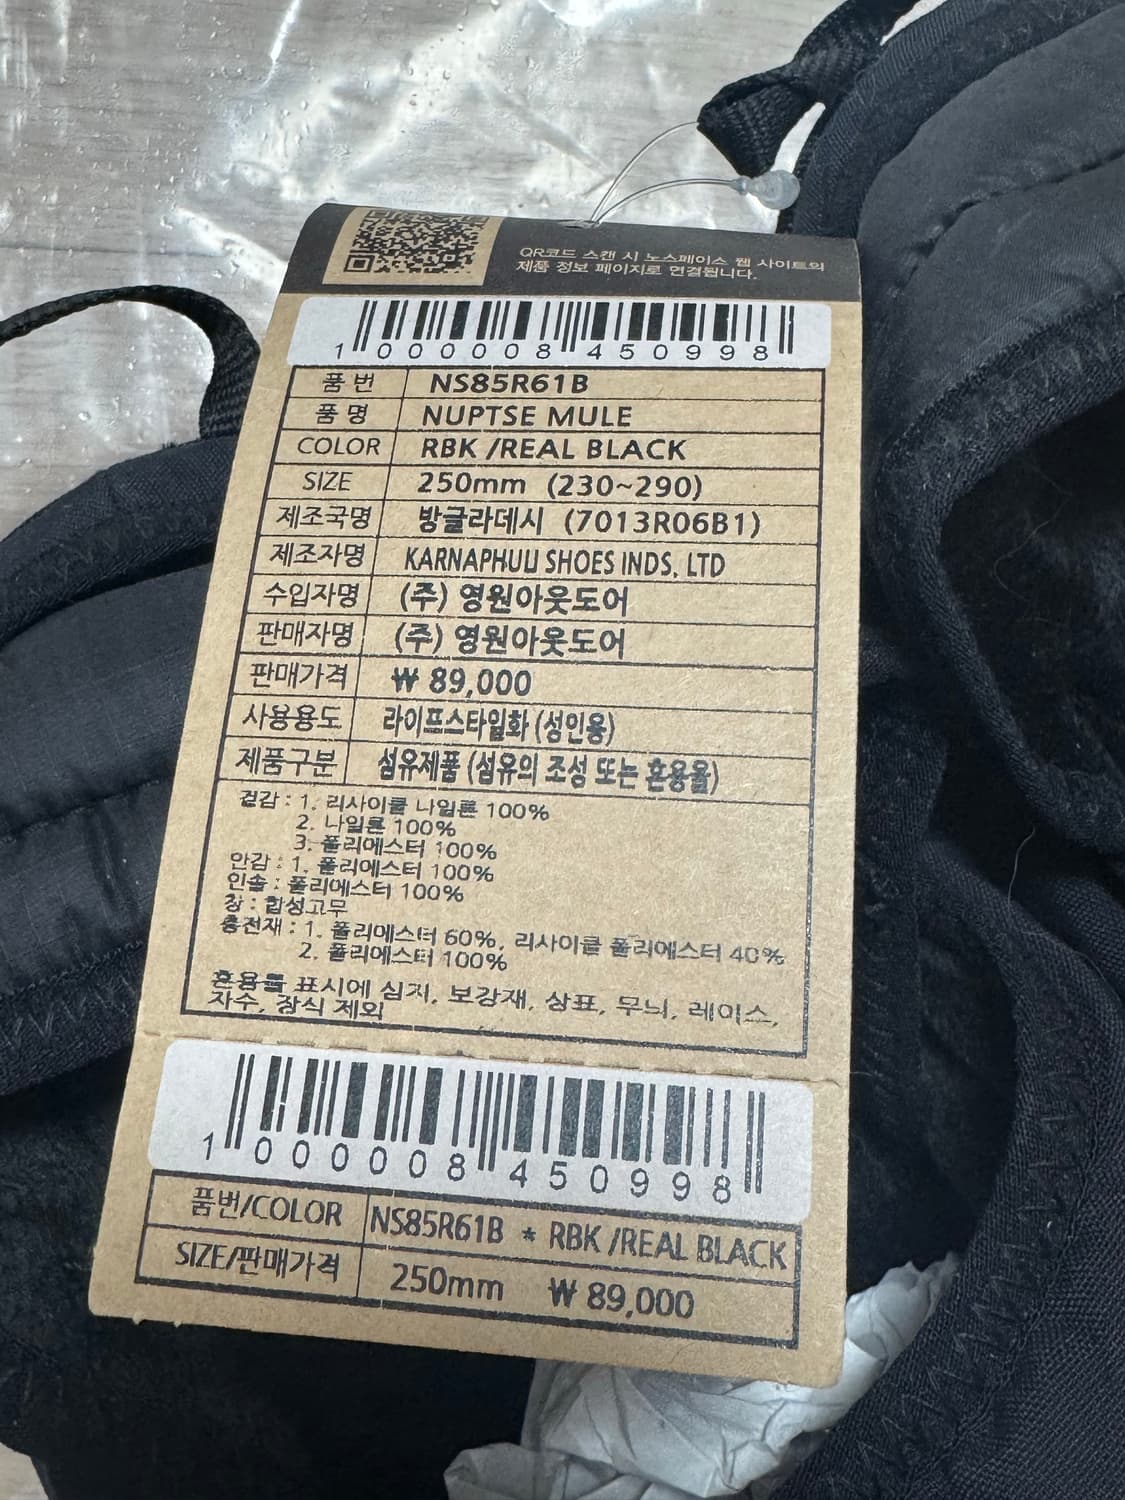 QR코드 스캔 시 노스페이스 웹 사이트의
제품 정보 페이지로 연결됩니다.
1000008450998
품 번 NS85R61B
품 명 NUPTSE MULE
COLOR RBK /REAL BLACK
SIZE 250mm (230~290)
제조국명 방글라데시 (7013R06B1)
제조자명 KARNAPHULI SHOES INDS, LTD
수입자명 (주) 영원아웃도어
판매자명 (주) 영원아웃도어
판매가격 ₩ 89,000
사용용도 라이프스타일화 (성인용)
제품구분 섬유제품 (섬유의 조성 또는 혼용율)
겉감 : 1. 리사이클 나일론 100%
2. 나일론 100%
3. 폴리에스터 100%
안감 : 1. 폴리에스터 100%
인솔 : 폴리에스터 100%
창 : 합성고무
충전재 : 1. 폴리에스터 60%, 리사이클 폴리에스터 40%
2. 폴리에스터 100%
혼용률 표시에 심지, 보강재, 상표, 무늬, 레이스,
자수, 장식 제외
1000008450998
품번/COLOR NS85R61B * RBK /REAL BLACK
SIZE/판매가격 250mm ₩ 89,000